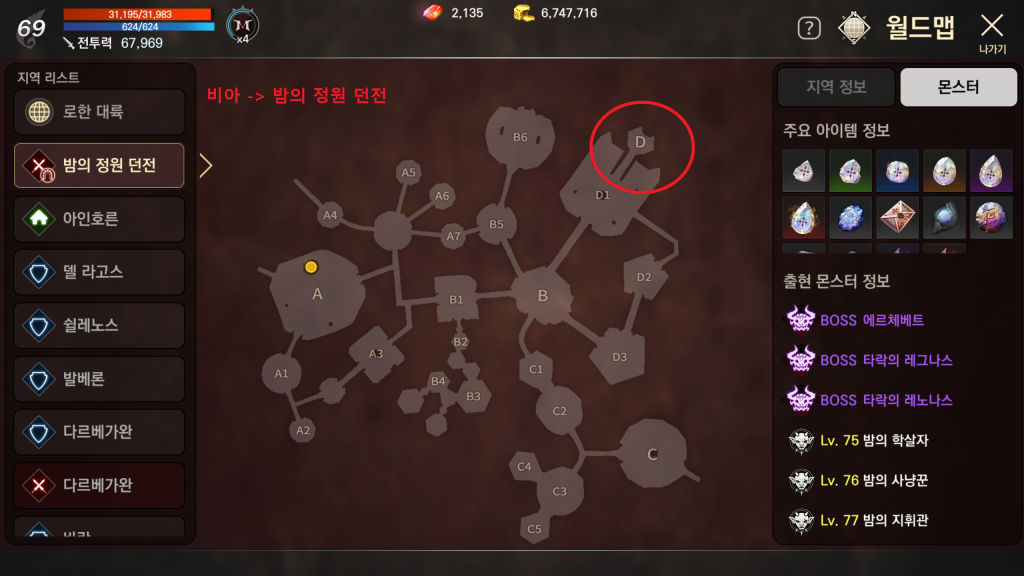 69
31,195/31,983
624/624
전투력 67,969
M
x4
2,135
6,747,716
?
월드맵
나가기
지역 리스트
로한 대륙
밤의 정원 던전
아인호른
델 라고스
쉴레노스
발베론
다르베가완
다르베가완
비아 -> 밤의 정원 던전
B6
D
A5
D1
A6
A4
B5
A7
D2
A
B1
B
B2
A3
D3
C1
A1
B4
B3
C2
A2
C
C4
C3
C5
지역 정보
몬스터
주요 아이템 정보
출현 몬스터 정보
BOSS 에르체베트
BOSS 타락의 레그나스
BOSS 타락의 레노나스
Lv. 75 밤의 학살자
Lv. 76 밤의 사냥꾼
Lv. 77 밤의 지휘관